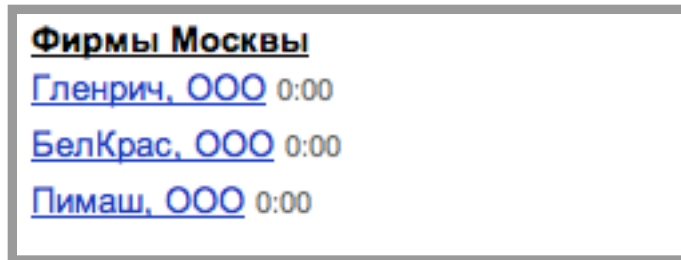 Фирмы Москвы
Гленрич, ООО 0:00
БелКрас, ООО 0:00
Пимаш, ООО 0:00